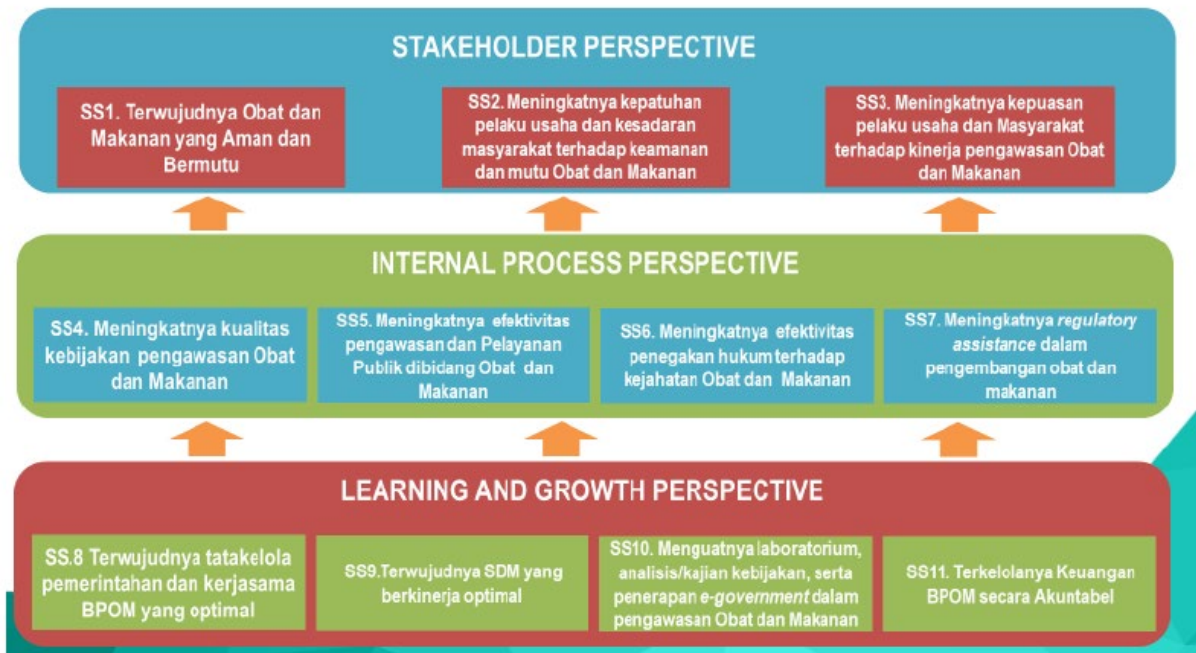 STAKEHOLDER PERSPECTIVE
SS1. Terwujudnya Obat dan
Makanan yang Aman dan
Bermutu
SS2. Meningkatnya kepatuhan
pelaku usaha dan kesadaran
masyarakat terhadap keamanan
dan mutu Obat dan Makanan
SS3. Meningkatnya kepuasan
pelaku usaha dan Masyarakat
terhadap kinerja pengawasan Obat
dan Makanan
INTERNAL PROCESS PERSPECTIVE
SS4. Meningkatnya kualitas
kebijakan pengawasan Obat
dan Makanan
SS5. Meningkatnya efektivitas
pengawasan dan Pelayanan
Publik dibidang Obat dan
Makanan
SS6. Meningkatnya efektivitas
penegakan hukum terhadap
kejahatan Obat dan Makanan
SS7. Meningkatnya regulatory
assistance dalam
pengembangan obat dan
makanan
LEARNING AND GROWTH PERSPECTIVE
SS.8 Terwujudnya tatakelola
pemerintahan dan kerjasama
BPOM yang optimal
SS9.Terwujudnya SDM yang
berkinerja optimal
SS10. Menguatnya laboratorium,
analisis/kajian kebijakan, serta
penerapan e-government dalam
pengawasan Obat dan Makanan
SS11. Terkelolanya Keuangan
BPOM secara Akuntabel